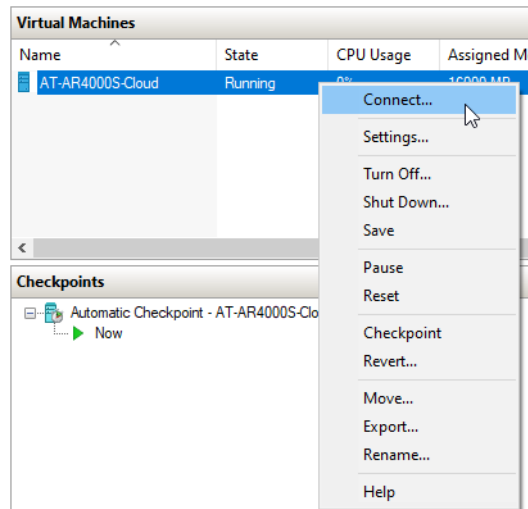 Virtual Machines
Name State CPU Usage Assigned M
AT-AR4000S-Cloud Running
Connect...
Settings...
Turn Off...
Shut Down...
Save
Pause
Reset
Checkpoint
Revert...
Move...
Export...
Rename...
Help
Checkpoints
Automatic Checkpoint - AT-AR4000S-Clo
Now